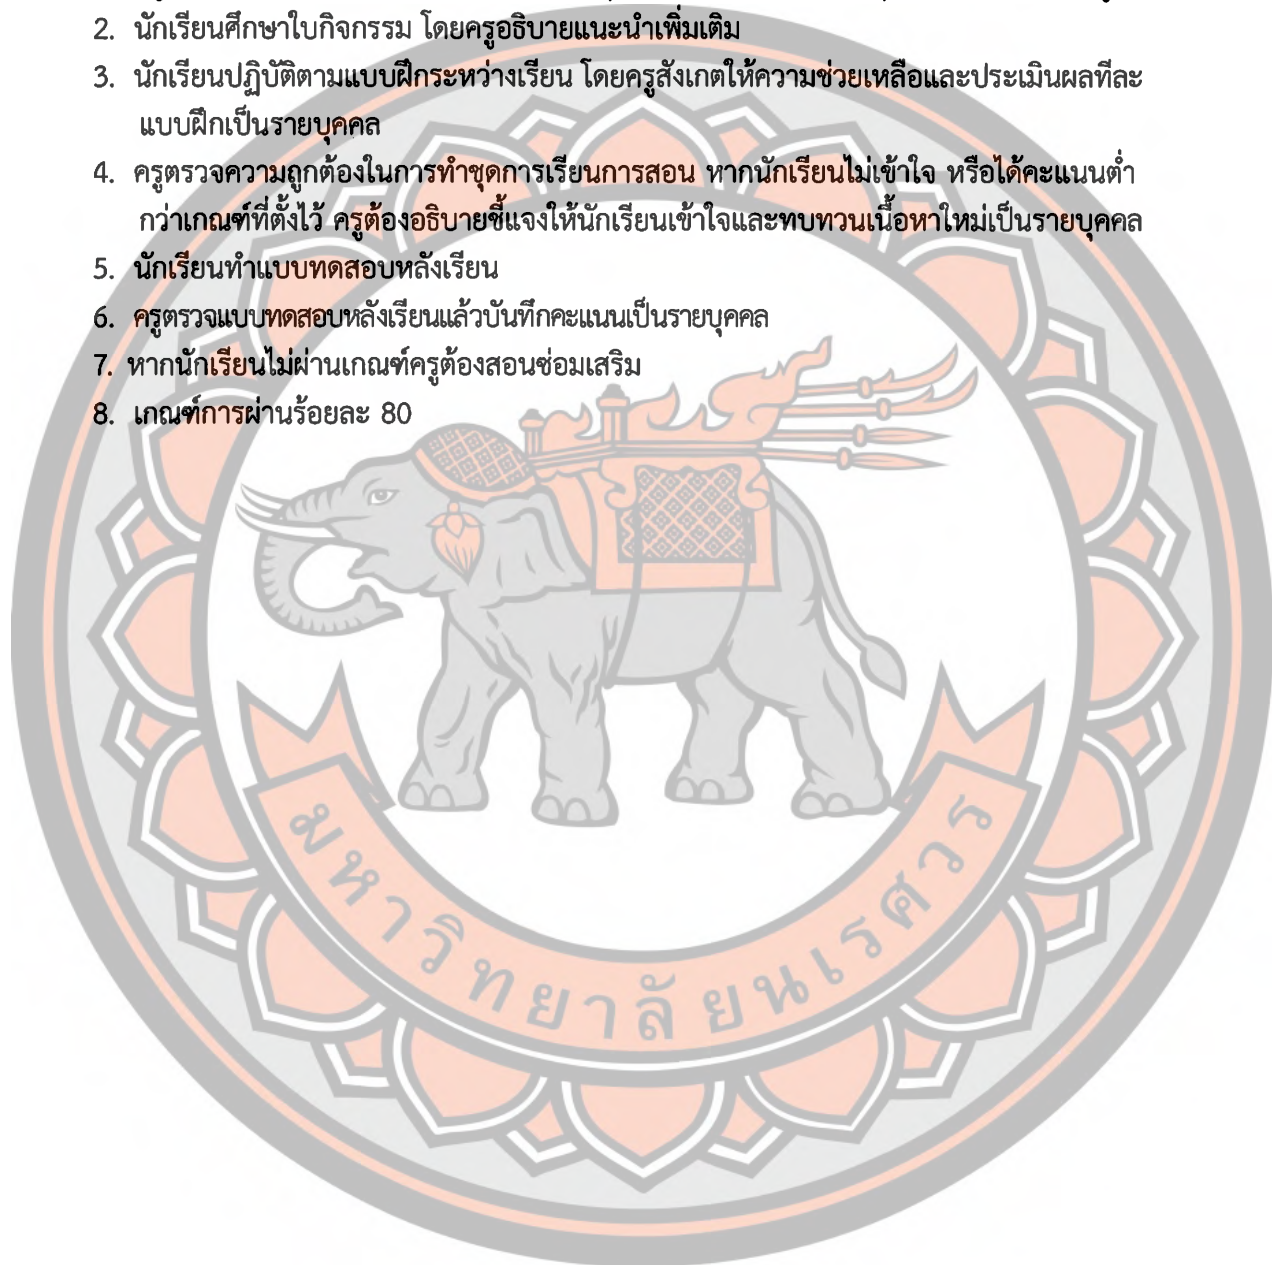 2. นักเรียนศึกษาใบกิจกรรม โดยครูอธิบายแนะนำเพิ่มเติม
3. นักเรียนปฏิบัติตามแบบฝึกระหว่างเรียน โดยครูสังเกตให้ความช่วยเหลือและประเมินผลทีละ
แบบฝึกเป็นรายบุคคล
4. ครูตรวจความถูกต้องในการทำชุดการเรียนการสอน หากนักเรียนไม่เข้าใจ หรือได้คะแนนต่ำ
กว่าเกณฑ์ที่ตั้งไว้ ครูต้องอธิบายชี้แจงให้นักเรียนเข้าใจและทบทวนเนื้อหาใหม่เป็นรายบุคคล
5. นักเรียนทำแบบทดสอบหลังเรียน
6. ครูตรวจแบบทดสอบหลังเรียนแล้วบันทึกคะแนนเป็นรายบุคคล
7. หากนักเรียนไม่ผ่านเกณฑ์ครูต้องสอนซ่อมเสริม
8. เกณฑ์การผ่านร้อยละ 80
มหาวิทยาลัยนเรศวร